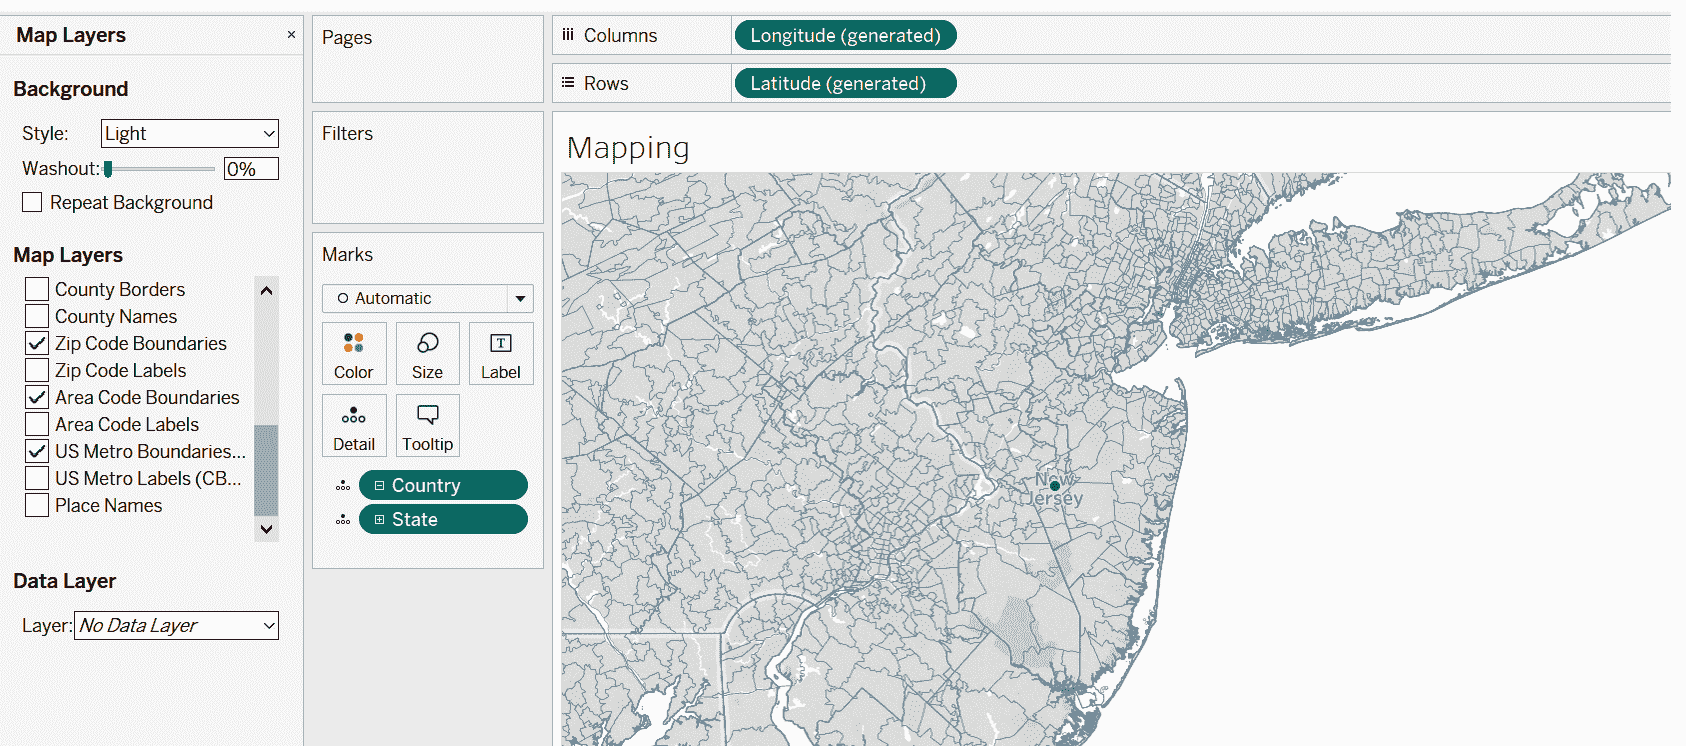 Map Layers ×
Background
Style: Light
Washout: 0%
Repeat Background
Map Layers
County Borders
County Names
Zip Code Boundaries
Zip Code Labels
Area Code Boundaries
Area Code Labels
US Metro Boundaries...
US Metro Labels (CB...
Place Names
Data Layer
Layer: No Data Layer
Pages
Filters
Marks
Automatic
Color Size T Label
Detail Tooltip
Country
State
Columns Longitude (generated)
Rows Latitude (generated)
Mapping
New
Jersey